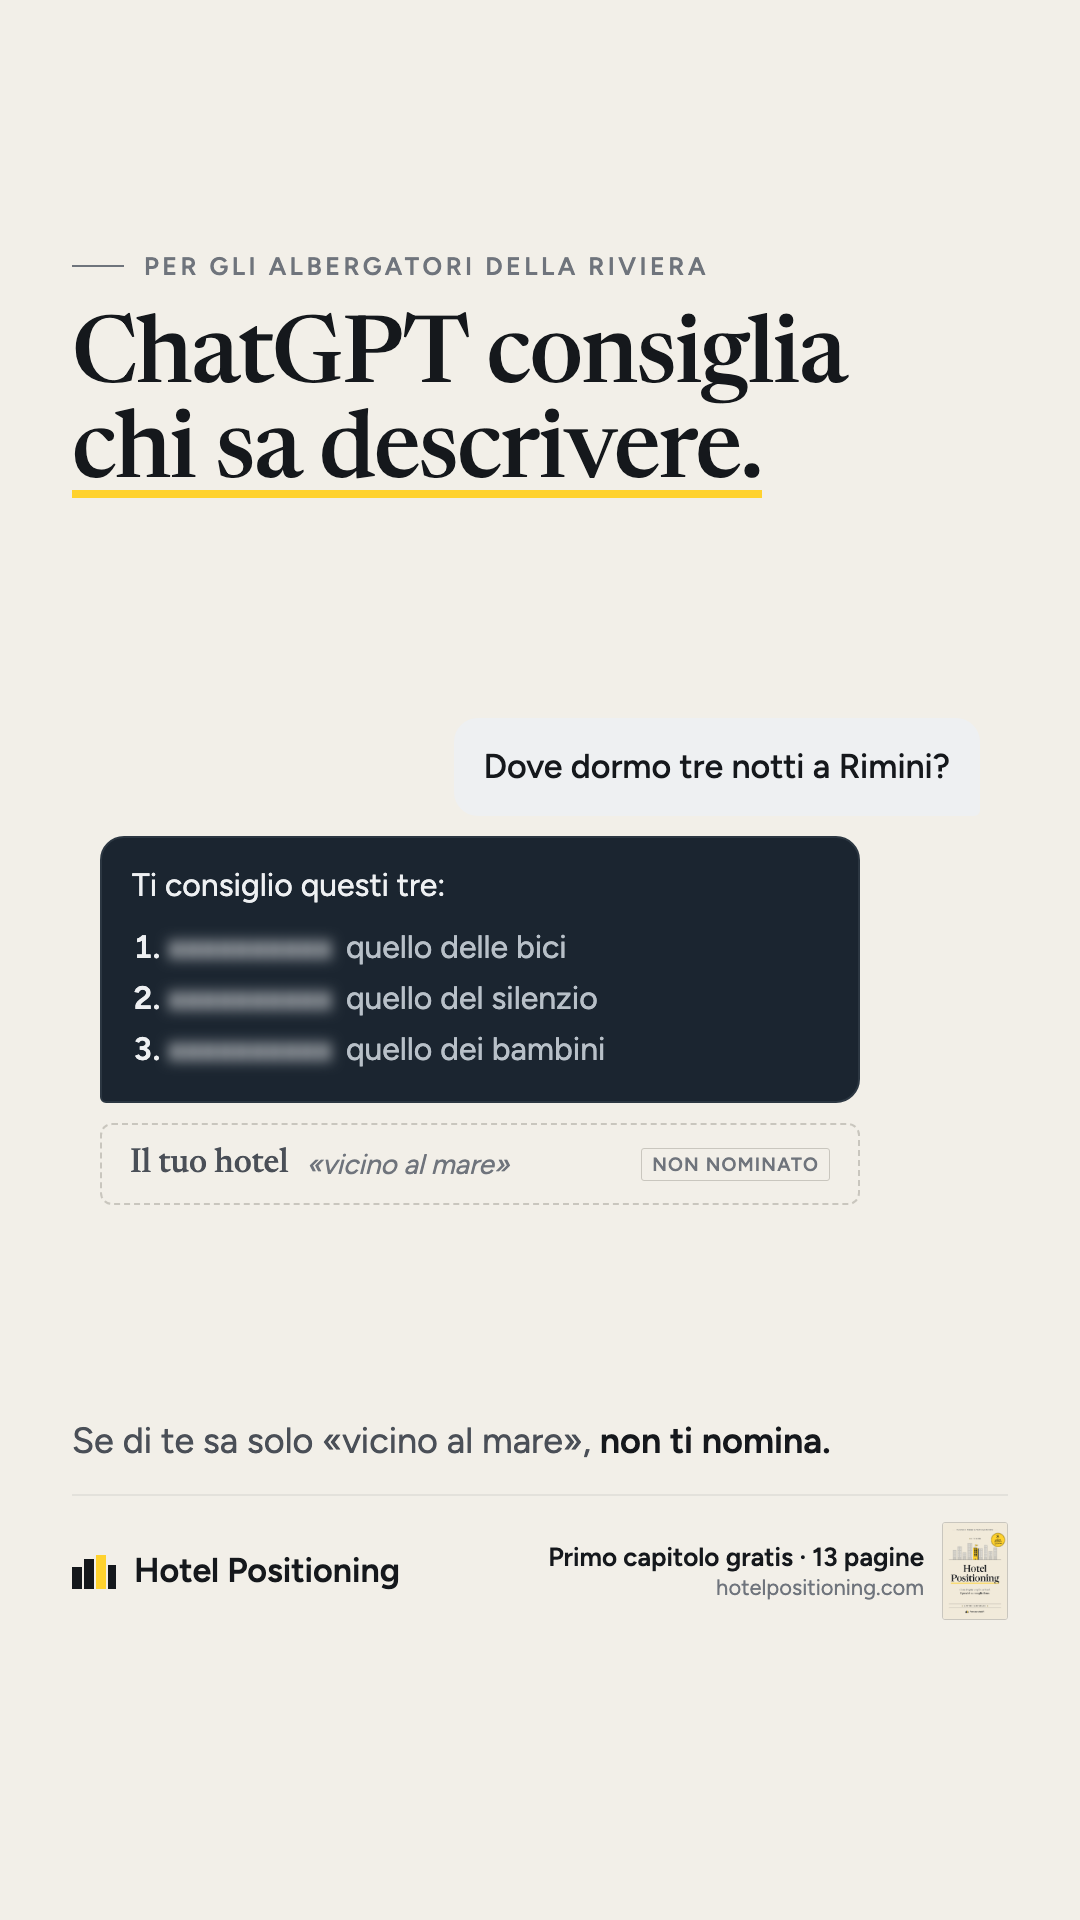 PER GLI ALBERGATORI DELLA RIVIERA
ChatGPT consiglia
chi sa descrivere.
Dove dormo tre notti a Rimini?
Ti consiglio questi tre:
1. quello delle bici
2. quello del silenzio
3. quello dei bambini
Il tuo hotel «vicino al mare» NON NOMINATO
Se di te sa solo «vicino al mare», non ti nomina.
Hotel Positioning
Primo capitolo gratis · 13 pagine
hotelpositioning.com
Hotel
Positioning